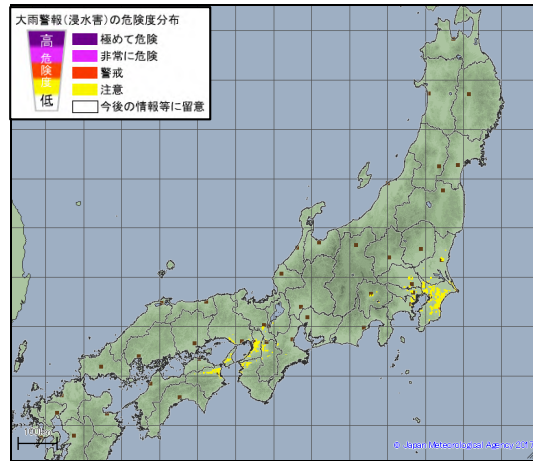 大雨警報(浸水害)の危険度分布
高
危険度
低
極めて危険
非常に危険
警戒
注意
今後の情報等に留意
100km
© Japan Meteorological Agency 2017